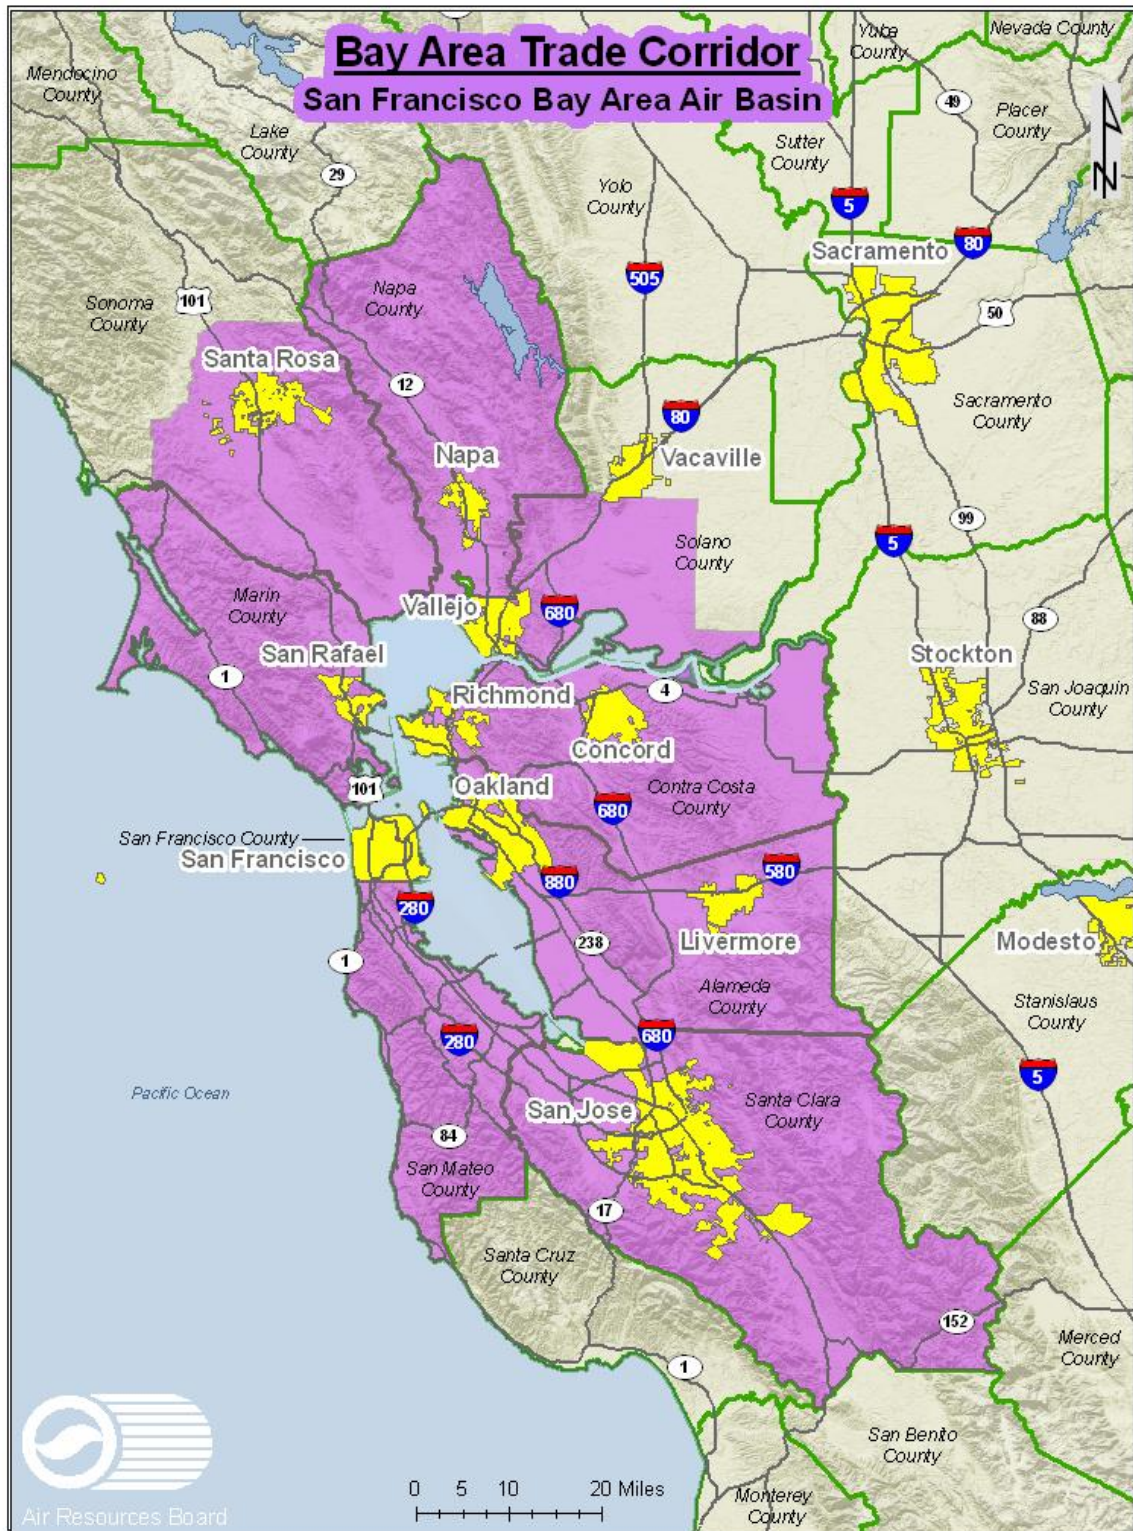 Bay Area Trade Corridor
San Francisco Bay Area Air Basin
Yuba
County
Nevada County
Mendocino
County
Lake
County
49
Placer
County
Sutter
County
29
Yolo
County
N
5
80
Sacramento
505
Napa
County
101
Sonoma
County
50
Santa Rosa
12
80
Sacramento
County
Napa
Vacaville
99
5
Solano
County
Marin
County
Vallejo
680
88
San Rafael
Stockton
1
Richmond
4
San Joaquin
County
Concord
101
Oakland
Contra Costa
County
680
San Francisco County
San Francisco
580
880
280
238
Livermore
Modesto
1
Alameda
County
Stanislaus
County
280
680
5
Pacific Ocean
San Jose
Santa Clara
County
84
San Mateo
County
17
Santa Cruz
County
152
Merced
County
1
San Benito
County
0 5 10 20 Miles
Monterey
County
Air Resources Board